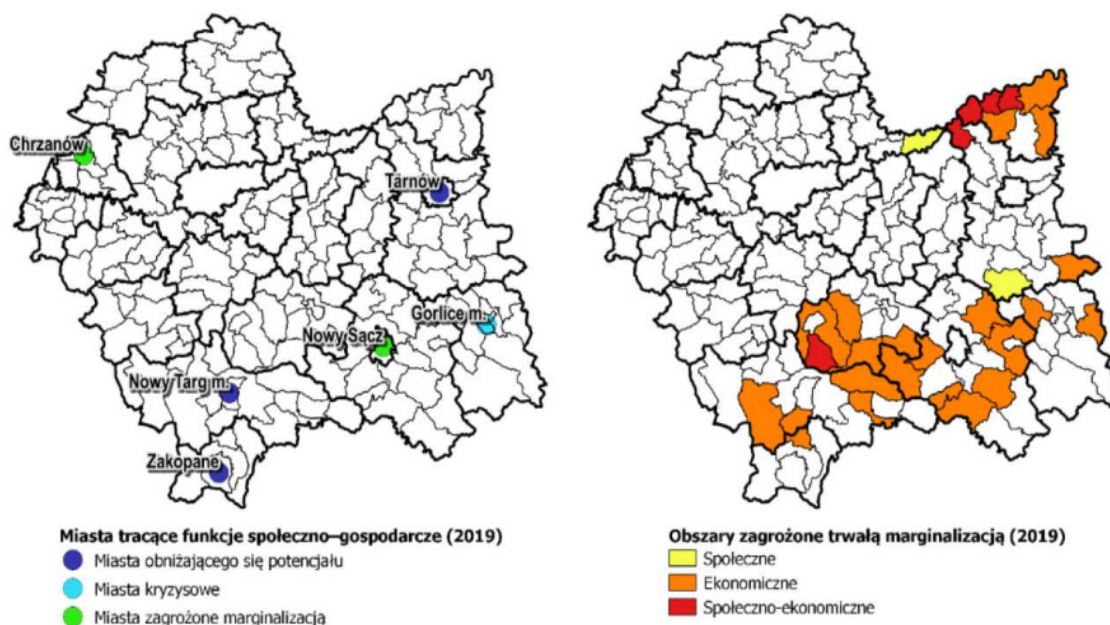 Chrzanów
Tarnów
Gorlice m.
Nowy Sącz
Nowy Targ m.
Zakopane
Miasta tracące funkcje społeczno–gospodarcze (2019)
Miasta obniżającego się potencjału
Miasta kryzysowe
Miasta zagrożone marginalizacją
Obszary zagrożone trwałą marginalizacją (2019)
Społeczne
Ekonomiczne
Społeczno-ekonomiczne